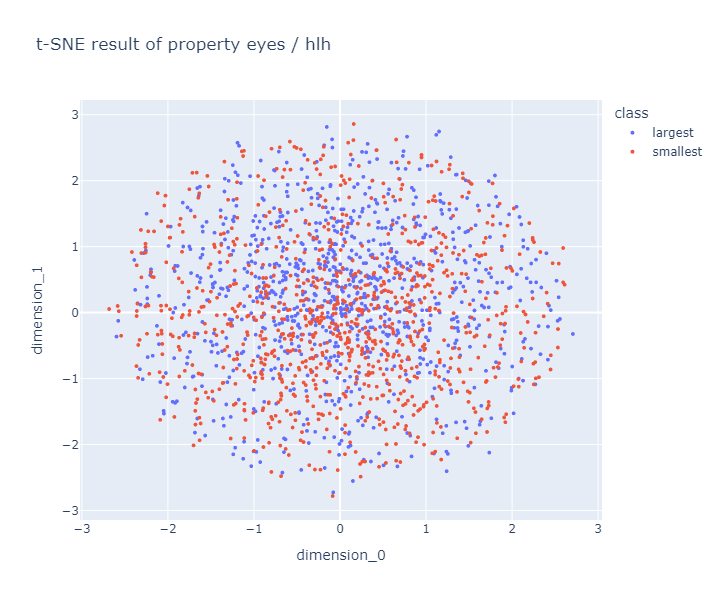 t-SNE result of property eyes / hlh
class
largest
smallest
3
2
1
0
−1
−2
−3
dimension_1
−3
−2
−1
0
1
2
3
dimension_0